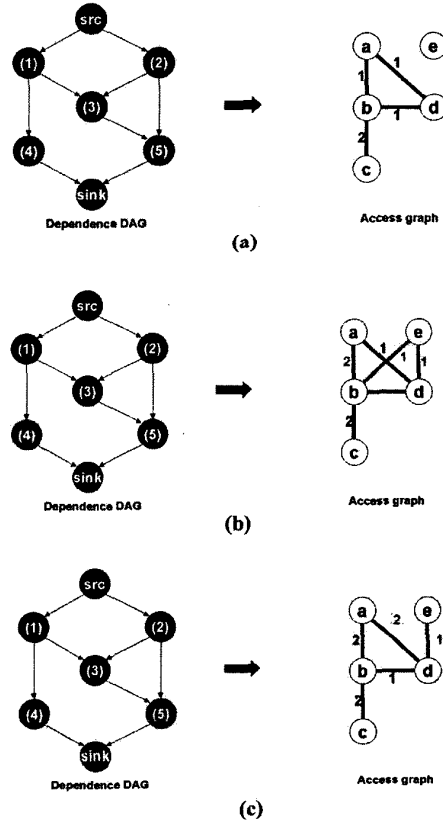 src
a
e
(1)
(2)
1
1
(3)
b
d
1
2
(4)
(5)
c
sink
Dependence DAG
Access graph
(a)
src
a
e
1
(1)
(2)
2
1
1
(3)
b
d
2
(4)
(5)
c
sink
Dependence DAG
Access graph
(b)
src
a
e
2
(1)
(2)
2
1
(3)
b
d
1
2
(4)
(5)
c
sink
Dependence DAG
Access graph
(c)